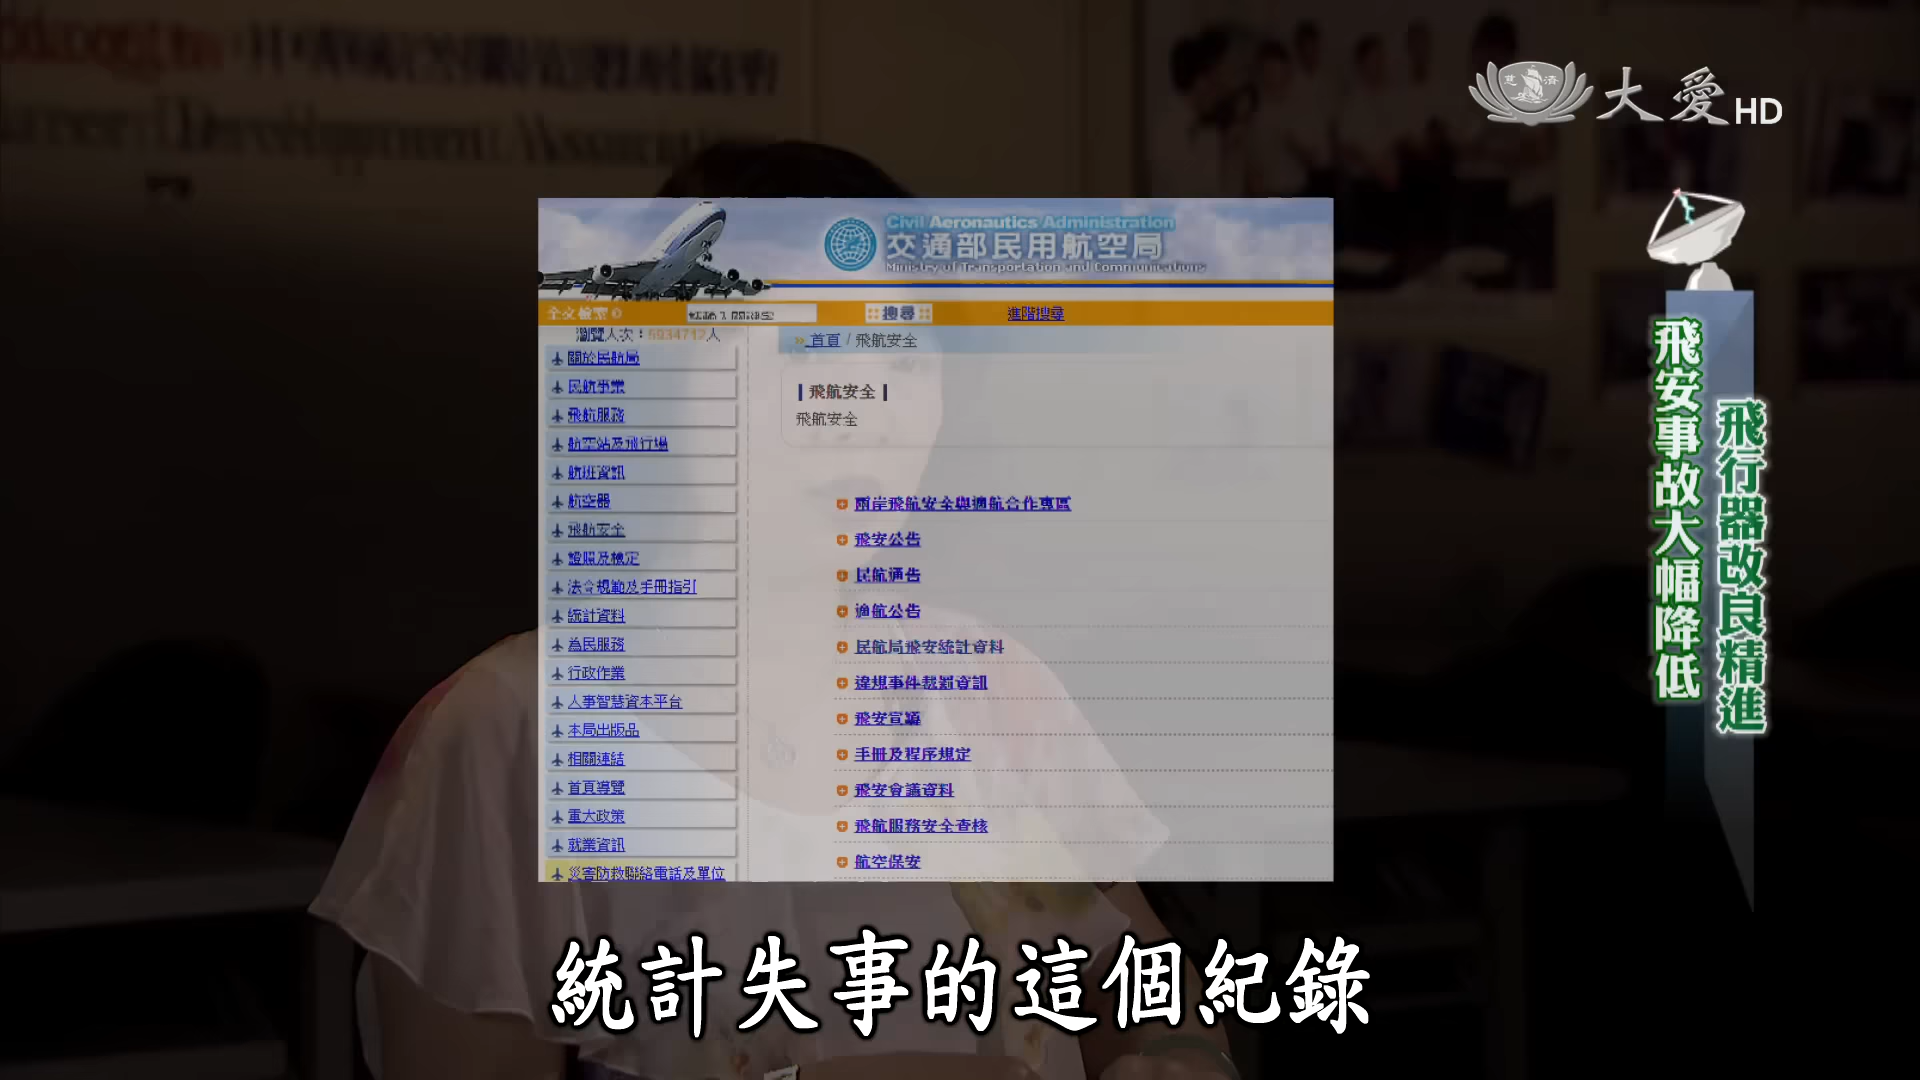 大愛HD
飛行器改良精進
飛安事故大幅降低
Civil Aeronautics Administration
交通部民用航空局
Ministry of Transportation and Communications
全文檢索
搜尋
進階搜尋
瀏覽人次：5934712人
首頁 / 飛航安全
關於民航局
民航事業
飛航服務
航空站及飛行場
航班資訊
航空器
飛航安全
證照及檢定
法令規範及手冊指引
統計資料
為民服務
行政作業
人事智慧資本平台
本局出版品
相關連結
首頁導覽
重大政策
就業資訊
災害防救聯絡電話及單位
飛航安全
飛航安全
兩岸飛航安全與適航合作專區
飛安公告
民航通告
適航公告
民航局飛安統計資料
違規事件裁罰資訊
飛安宣導
手冊及程序規定
飛安會議資料
飛航服務安全查核
航空保安
統計失事的這個紀錄